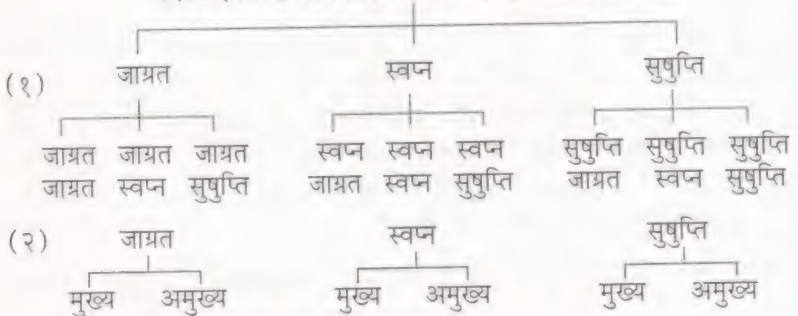 (१) जाग्रत स्वप्न सुषुप्ति
जाग्रत जाग्रत जाग्रत स्वप्न स्वप्न स्वप्न सुषुप्ति सुषुप्ति सुषुप्ति
जाग्रत स्वप्न सुषुप्ति जाग्रत स्वप्न सुषुप्ति जाग्रत स्वप्न सुषुप्ति
(२) जाग्रत स्वप्न सुषुप्ति
मुख्य अमुख्य मुख्य अमुख्य मुख्य अमुख्य